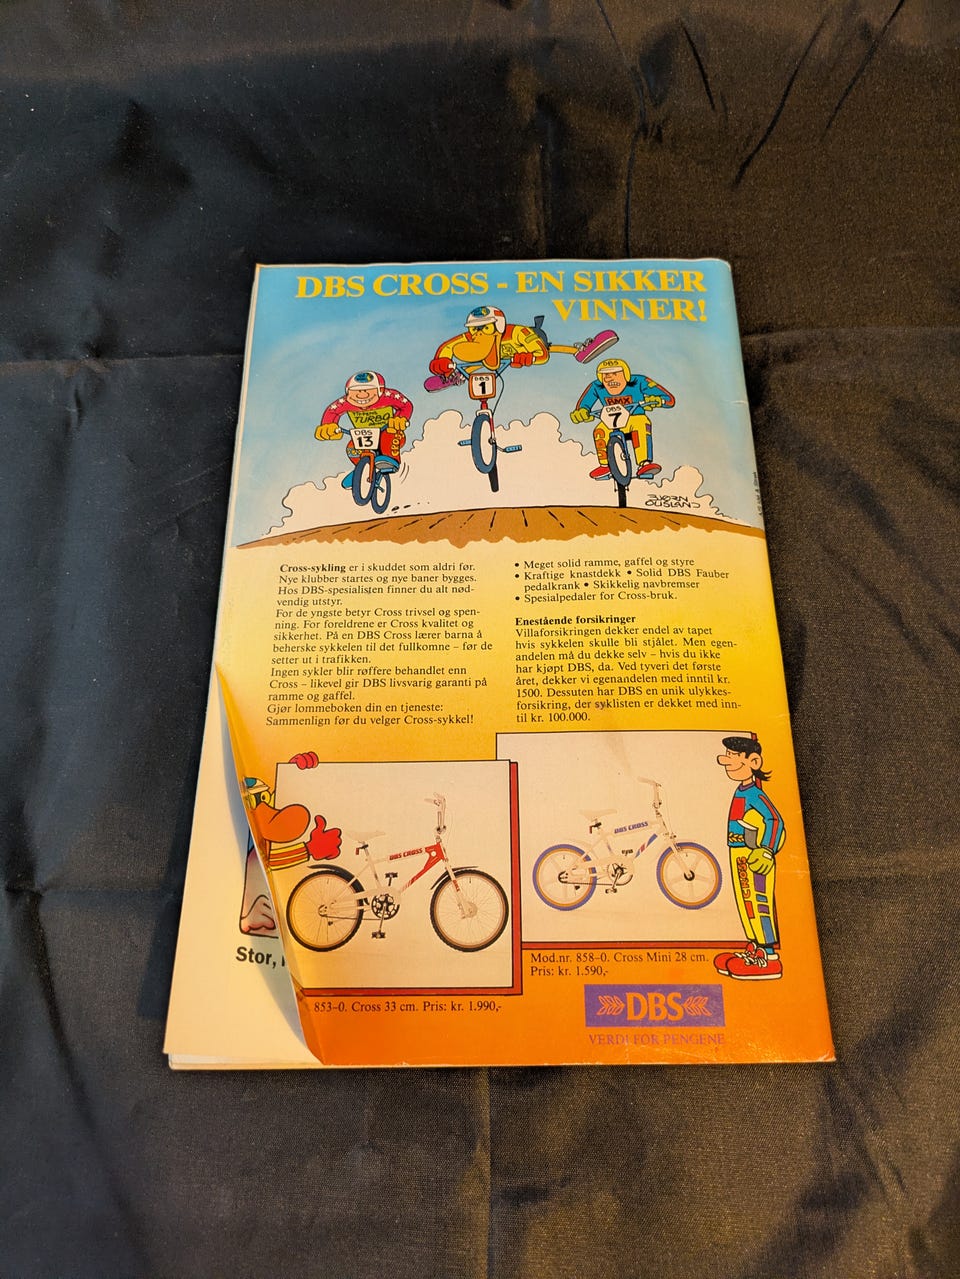 DBS CROSS - EN SIKKER
VINNER!
DBS
1
TURBO
DBS
13
DBS
BMX
DBS
7
BJØRN
OUSLAND
Cross-sykling er i skuddet som aldri før.
Nye klubber startes og nye baner bygges.
Hos DBS-spesialisten finner du alt nød-
vendig utstyr.
For de yngste betyr Cross trivsel og spen-
ning. For foreldrene er Cross kvalitet og
sikkerhet. På en DBS Cross lærer barna å
beherske sykkelen til det fullkomne – før de
setter ut i trafikken.
Ingen sykler blir røffere behandlet enn
Cross – likevel gir DBS livsvarig garanti på
ramme og gaffel.
Gjør lommeboken din en tjeneste:
Sammenlign før du velger Cross-sykkel!
• Meget solid ramme, gaffel og styre
• Kraftige knastdekk • Solid DBS Fauber
pedalkrank • Skikkelig navbremser
• Spesialpedaler for Cross-bruk.
Enestående forsikringer
Villaforsikringen dekker endel av tapet
hvis sykkelen skulle bli stjålet. Men egen-
andelen må du dekke selv – hvis du ikke
har kjøpt DBS, da. Ved tyveri det første
året, dekker vi egenandelen med inntil kr.
1500. Dessuten har DBS en unik ulykkes-
forsikring, der syklisten er dekket med inn-
til kr. 100.000.
DBS CROSS
DBS CROSS
Stor,
853-0. Cross 33 cm. Pris: kr. 1.990,-
Mod.nr. 858-0. Cross Mini 28 cm.
Pris: kr. 1.590,-
DBS
VERDI FOR PENGENE